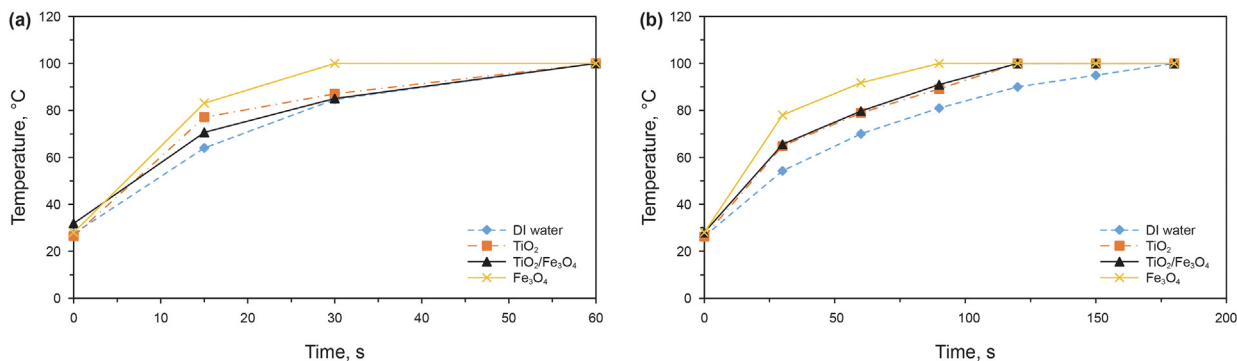 (a)
120
100
80
60
40
20
0
Temperature, °C
0 10 20 30 40 50 60
Time, s
DI water
TiO₂
TiO₂/Fe₃O₄
Fe₃O₄
(b)
120
100
80
60
40
20
0
Temperature, °C
0 50 100 150 200
Time, s
DI water
TiO₂
TiO₂/Fe₃O₄
Fe₃O₄